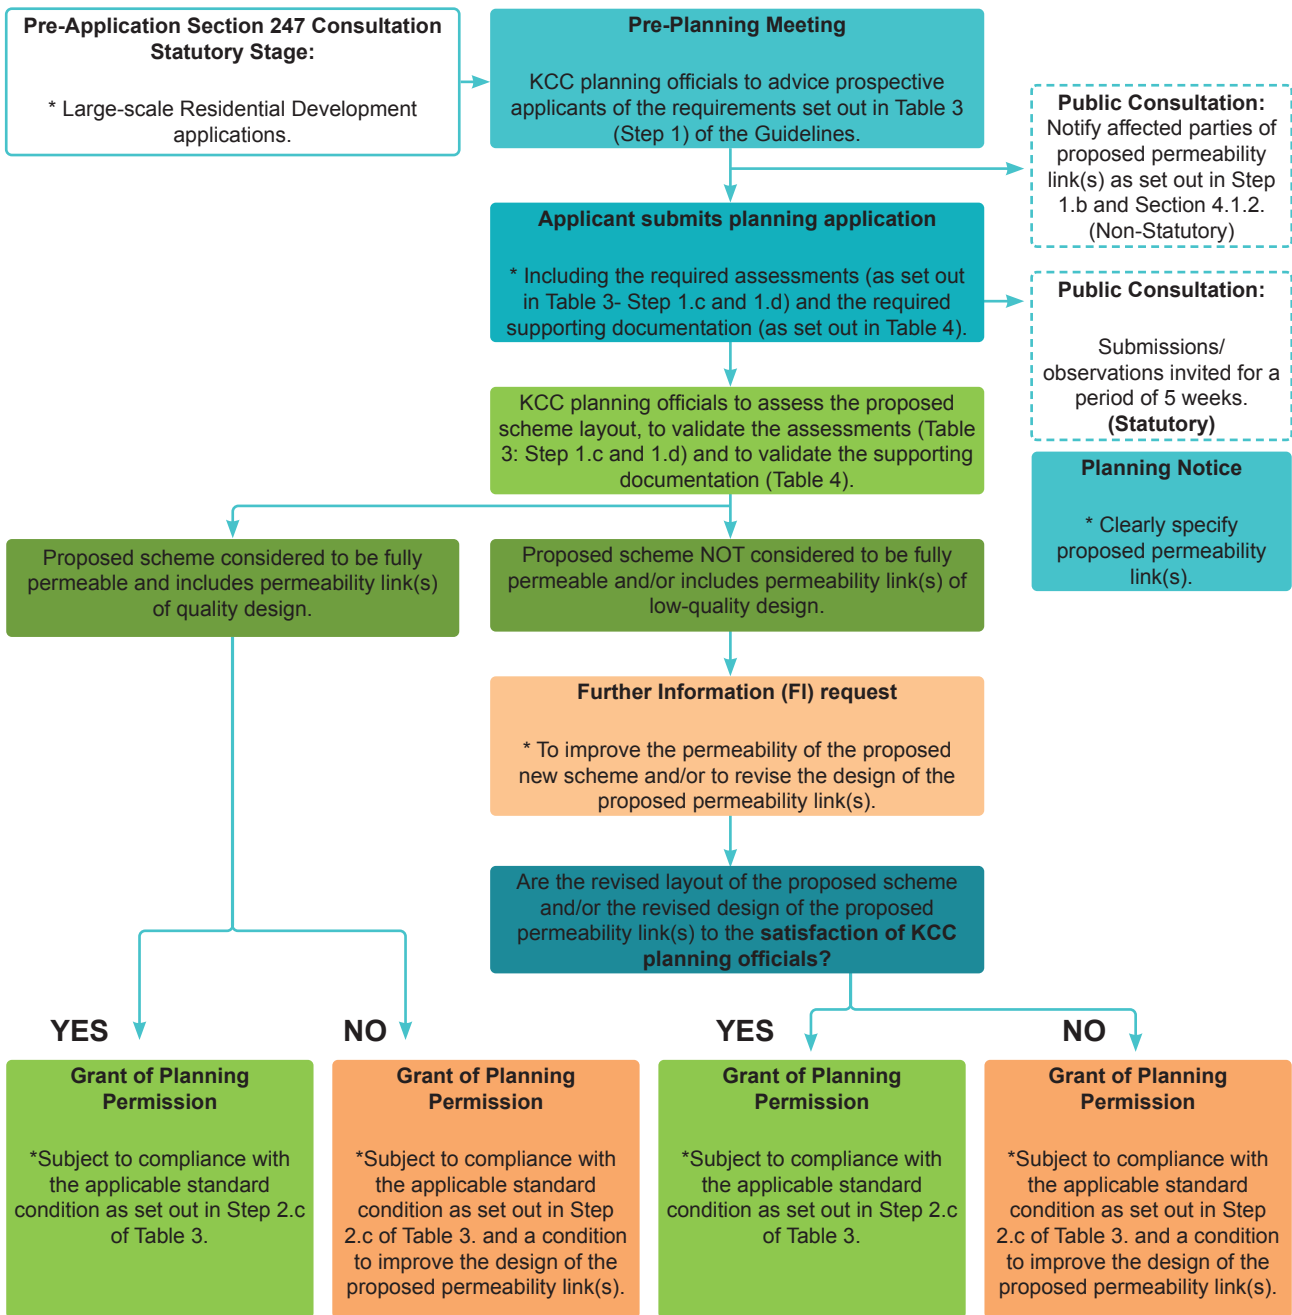 Pre-Application Section 247 Consultation
Statutory Stage:
* Large-scale Residential Development
applications.
Pre-Planning Meeting
KCC planning officials to advice prospective
applicants of the requirements set out in Table 3
(Step 1) of the Guidelines.
Public Consultation:
Notify affected parties of
proposed permeability
link(s) as set out in Step
1.b and Section 4.1.2.
(Non-Statutory)
Applicant submits planning application
* Including the required assessments (as set out
in Table 3- Step 1.c and 1.d) and the required
supporting documentation (as set out in Table 4).
Public Consultation:
Submissions/
observations invited for a
period of 5 weeks.
(Statutory)
KCC planning officials to assess the proposed
scheme layout, to validate the assessments (Table
3: Step 1.c and 1.d) and to validate the supporting
documentation (Table 4).
Planning Notice
* Clearly specify
proposed permeability
link(s).
Proposed scheme considered to be fully
permeable and includes permeability link(s)
of quality design.
Proposed scheme NOT considered to be fully
permeable and/or includes permeability link(s) of
low-quality design.
Further Information (FI) request
* To improve the permeability of the proposed
new scheme and/or to revise the design of the
proposed permeability link(s).
Are the revised layout of the proposed scheme
and/or the revised design of the proposed
permeability link(s) to the satisfaction of KCC
planning officials?
YES
NO
YES
NO
Grant of Planning
Permission
*Subject to compliance with
the applicable standard
condition as set out in Step 2.c
of Table 3.
Grant of Planning
Permission
*Subject to compliance with
the applicable standard
condition as set out in Step
2.c of Table 3. and a condition
to improve the design of the
proposed permeability link(s).
Grant of Planning
Permission
*Subject to compliance with
the applicable standard
condition as set out in Step 2.c
of Table 3.
Grant of Planning
Permission
*Subject to compliance with
the applicable standard
condition as set out in Step
2.c of Table 3. and a condition
to improve the design of the
proposed permeability link(s).